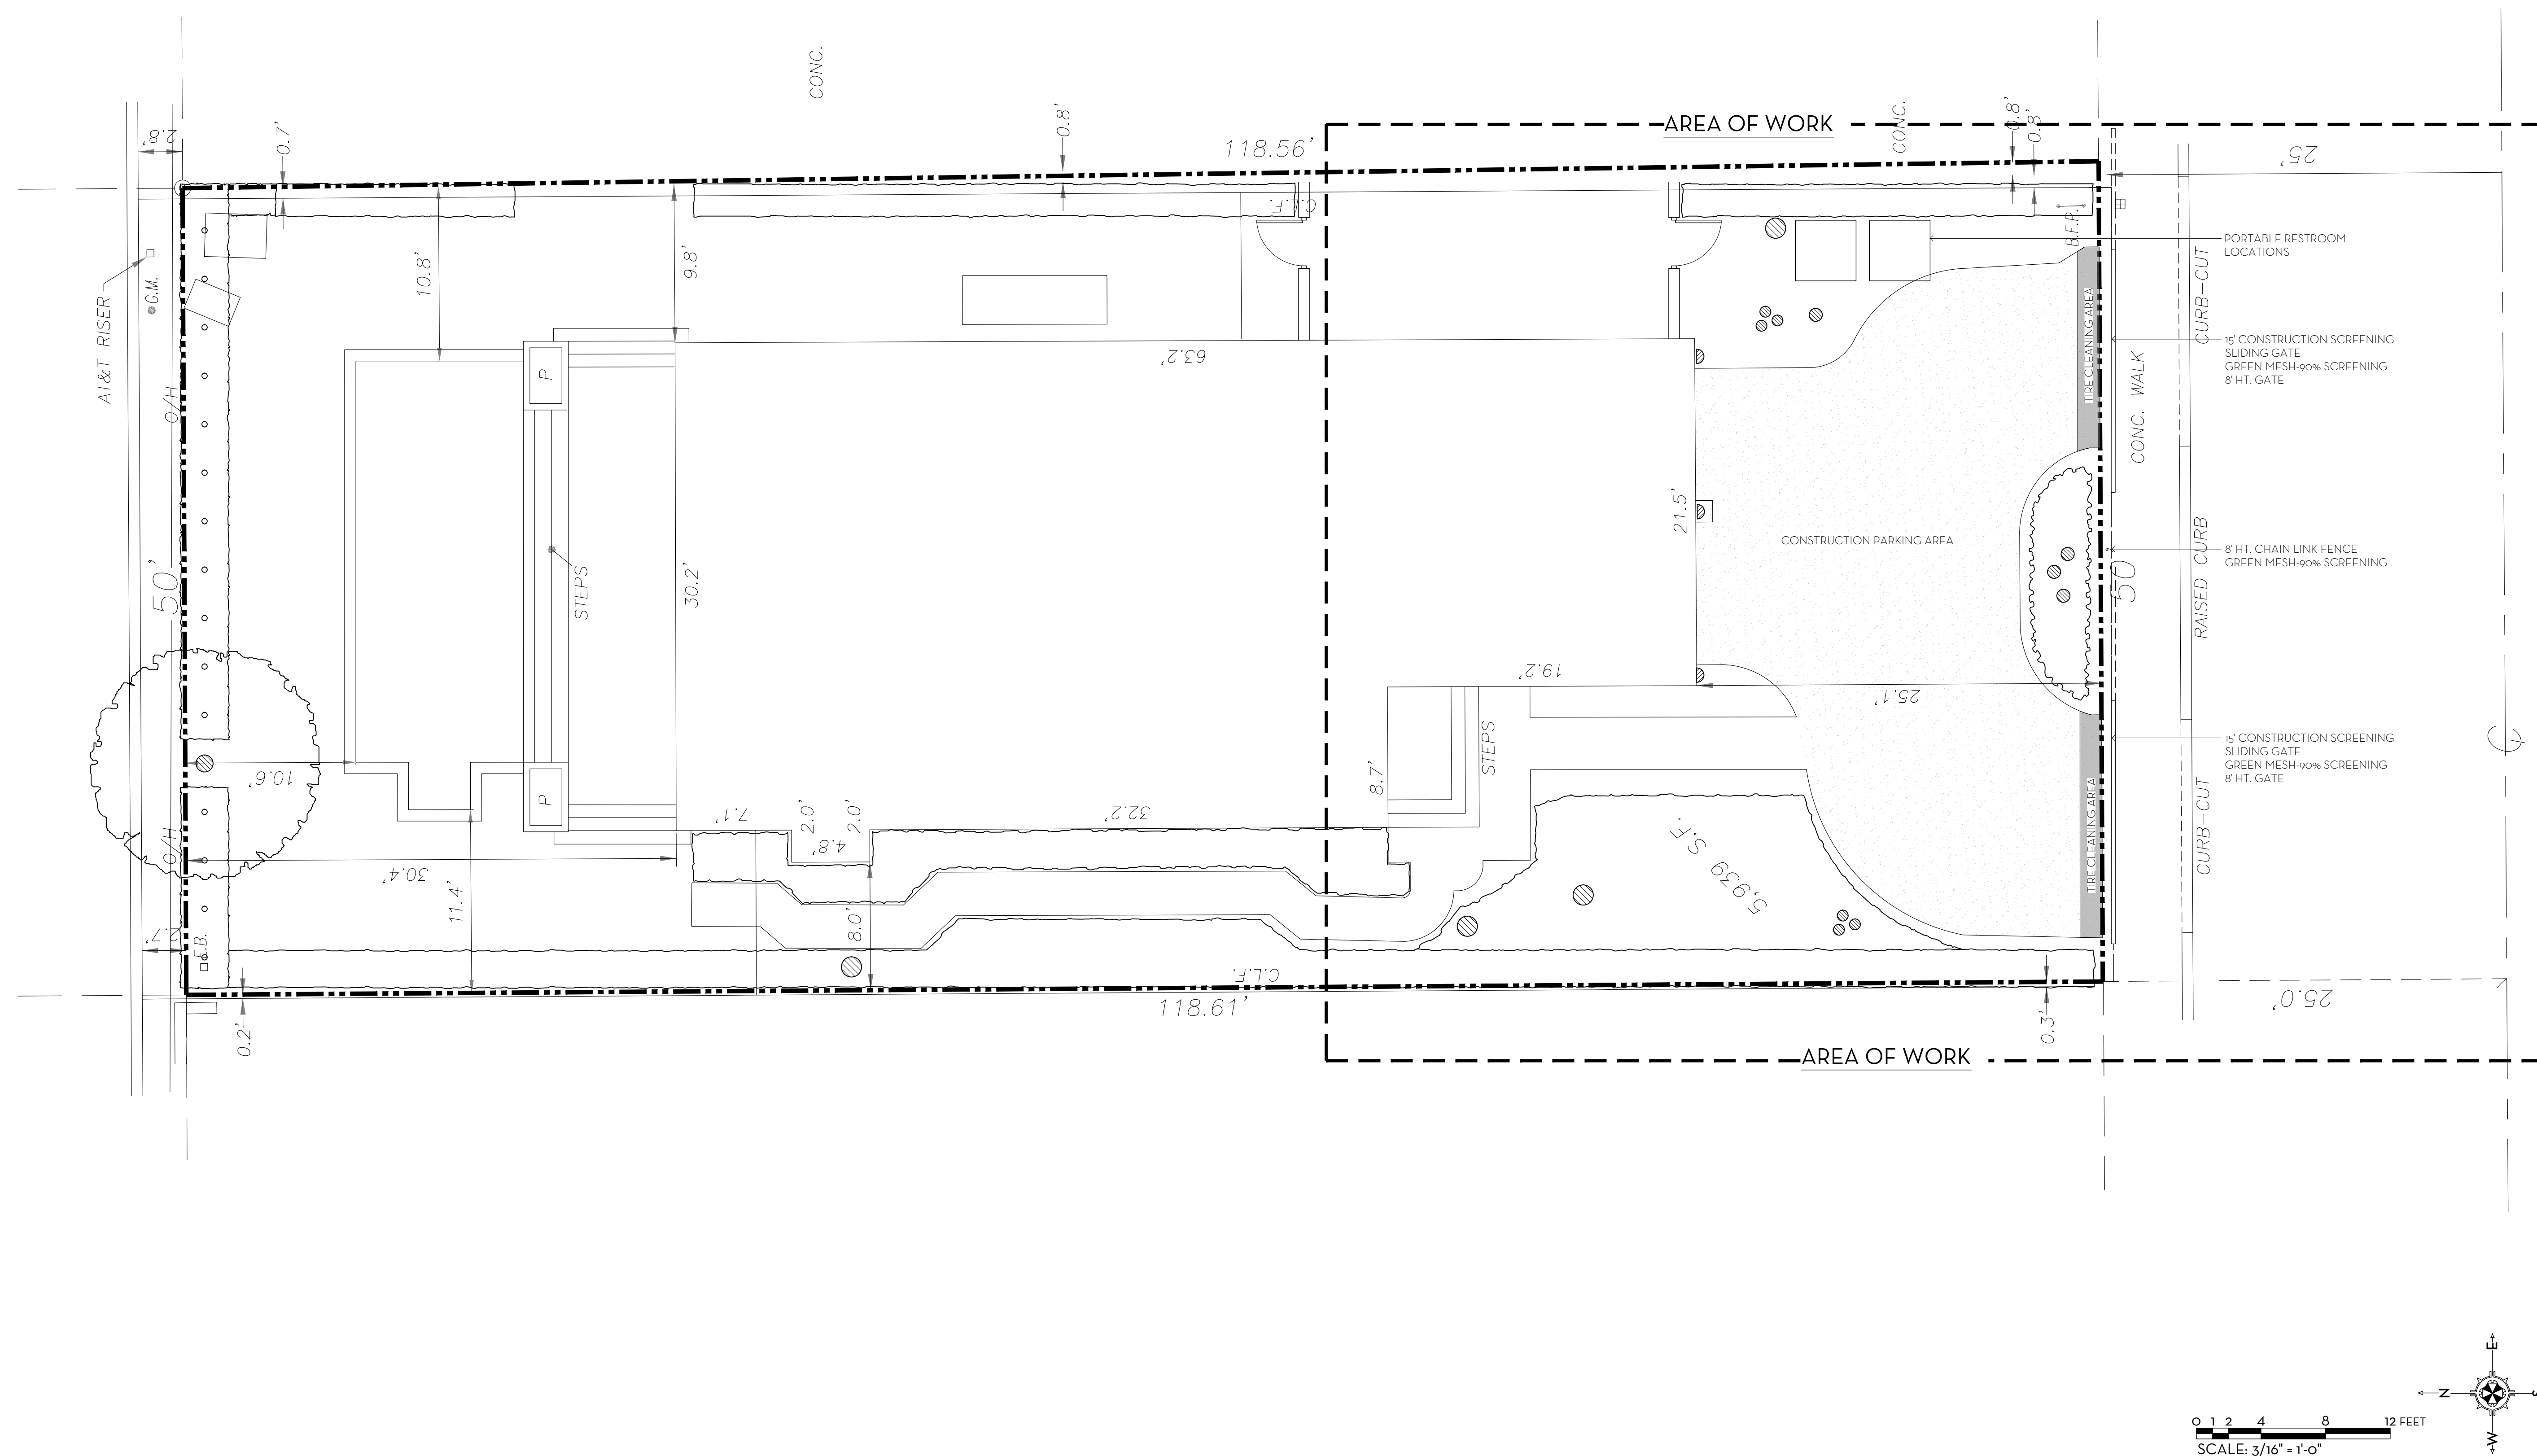 CONC.
AREA OF WORK
CONC.
0.8'
0.8'
0.8'
118.56'
25'
2.8'
0.7'
C.L.F.
B.F.P.
PORTABLE RESTROOM
LOCATIONS
AT&T RISER
G.M.
10.8'
9.8'
CURB-CUT
TIRE CLEANING AREA
15' CONSTRUCTION SCREENING
SLIDING GATE
GREEN MESH-90% SCREENING
8' HT. GATE
63.2'
P
O/H
CONC. WALK
21.5'
CONSTRUCTION PARKING AREA
8' HT. CHAIN LINK FENCE
GREEN MESH-90% SCREENING
50'
STEPS
30.2'
50'
RAISED CURB
19.2'
25.1'
STEPS
15' CONSTRUCTION SCREENING
SLIDING GATE
GREEN MESH-90% SCREENING
8' HT. GATE
10.6'
P
8.7'
7.1'
2.0'
2.0'
32.2'
4.8'
O/H
TIRE CLEANING AREA
CURB-CUT
30.4'
11.4'
8.0'
5,939 S.F.
2.7'
E.B.
C.L.F.
118.61'
25.0'
0.2'
0.3'
AREA OF WORK
E
N
S
W
0 1 2 4 8 12 FEET
SCALE: 3/16" = 1'-0"